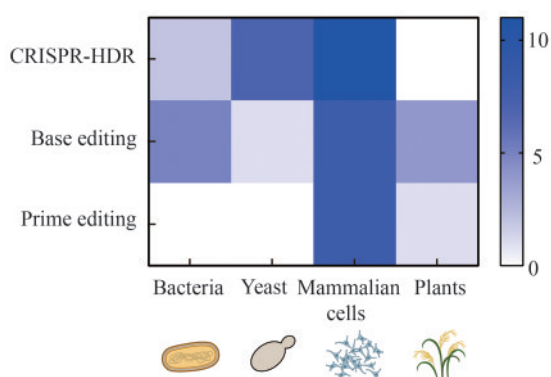 CRISPR-HDR
Base editing
Prime editing
10
5
0
Bacteria Yeast Mammalian cells Plants